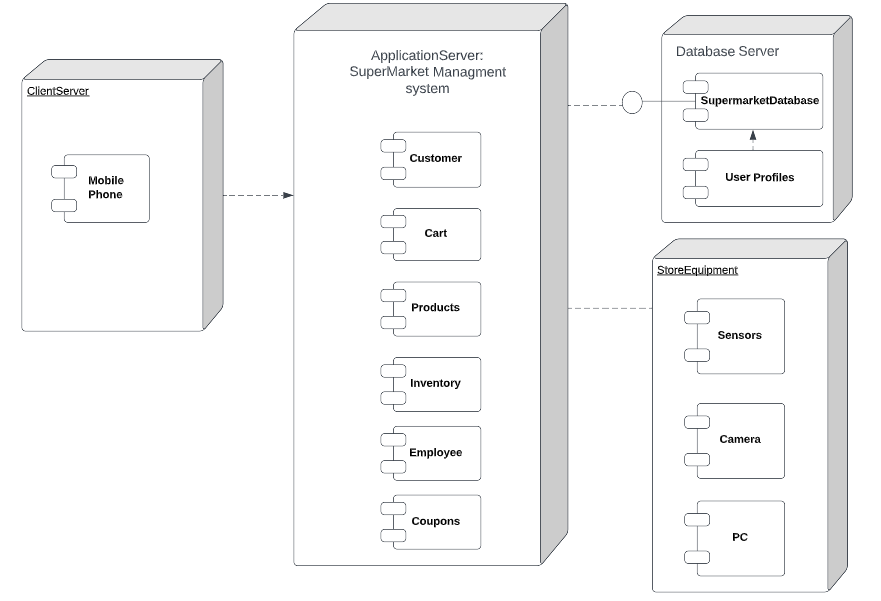 ClientServer
Mobile
Phone
ApplicationServer:
SuperMarket Managment
system
Customer
Cart
Products
Inventory
Employee
Coupons
Database Server
SupermarketDatabase
User Profiles
StoreEquipment
Sensors
Camera
PC